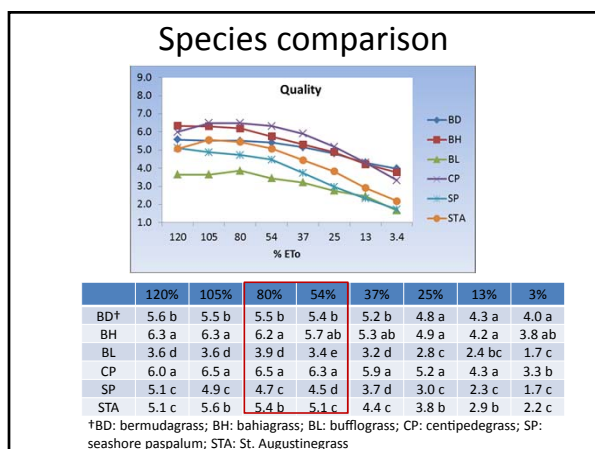 Species comparison
Quality
9.0
8.0
7.0
6.0
5.0
4.0
3.0
2.0
1.0
120 105 80 54 37 25 13 3.4
% ETo
BD
BH
BL
CP
SP
STA
120% 105% 80% 54% 37% 25% 13% 3%
BD† 5.6 b 5.5 b 5.5 b 5.4 b 5.2 b 4.8 a 4.3 a 4.0 a
BH 6.3 a 6.3 a 6.2 a 5.7 ab 5.3 ab 4.9 a 4.2 a 3.8 ab
BL 3.6 d 3.6 d 3.9 d 3.4 e 3.2 d 2.8 c 2.4 bc 1.7 c
CP 6.0 a 6.5 a 6.5 a 6.3 a 5.9 a 5.2 a 4.3 a 3.3 b
SP 5.1 c 4.9 c 4.7 c 4.5 d 3.7 d 3.0 c 2.3 c 1.7 c
STA 5.1 c 5.6 b 5.4 b 5.1 c 4.4 c 3.8 b 2.9 b 2.2 c
†BD: bermudagrass; BH: bahiagrass; BL: bufflograss; CP: centipedegrass; SP:
seashore paspalum; STA: St. Augustinegrass